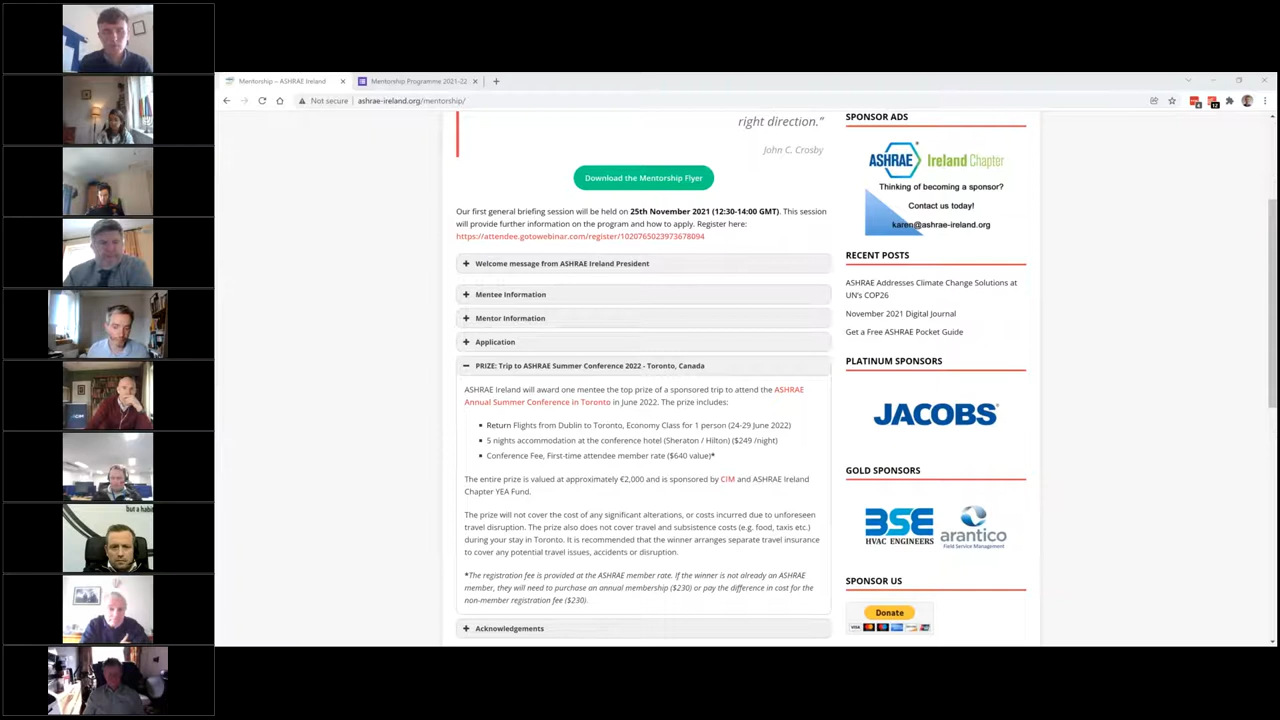 but a habi
Mentorship – ASHRAE Ireland
Mentorship Programme 2021-22
Not secure
ashrae-ireland.org/mentorship/
right direction.”
John C. Crosby
Download the Mentorship Flyer
Our first general briefing session will be held on 25th November 2021 (12:30-14:00 GMT). This session
will provide further information on the program and how to apply. Register here:
https://attendee.gotowebinar.com/register/1020765023973678094
Welcome message from ASHRAE Ireland President
Mentee Information
Mentor Information
Application
PRIZE: Trip to ASHRAE Summer Conference 2022 - Toronto, Canada
ASHRAE Ireland will award one mentee the top prize of a sponsored trip to attend the ASHRAE
Annual Summer Conference in Toronto in June 2022. The prize includes:
Return Flights from Dublin to Toronto, Economy Class for 1 person (24-29 June 2022)
5 nights accommodation at the conference hotel (Sheraton / Hilton) ($249 /night)
Conference Fee, First-time attendee member rate ($640 value)*
The entire prize is valued at approximately €2,000 and is sponsored by CIM and ASHRAE Ireland
Chapter YEA Fund.
The prize will not cover the cost of any significant alterations, or costs incurred due to unforeseen
travel disruption. The prize also does not cover travel and subsistence costs (e.g. food, taxis etc.)
during your stay in Toronto. It is recommended that the winner arranges separate travel insurance
to cover any potential travel issues, accidents or disruption.
*The registration fee is provided at the ASHRAE member rate. If the winner is not already an ASHRAE
member, they will need to purchase an annual membership ($230) or pay the difference in cost for the
non-member registration fee ($230).
Acknowledgements
SPONSOR ADS
ASHRAE Ireland Chapter
Thinking of becoming a sponsor?
Contact us today!
karen@ashrae-ireland.org
RECENT POSTS
ASHRAE Addresses Climate Change Solutions at
UN's COP26
November 2021 Digital Journal
Get a Free ASHRAE Pocket Guide
PLATINUM SPONSORS
JACOBS
GOLD SPONSORS
BSE
HVAC ENGINEERS
arantico
Field Service Management
SPONSOR US
Donate